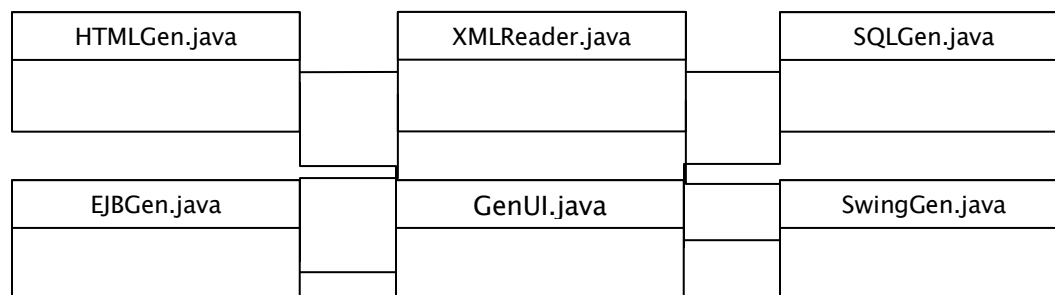 HTMLGen.java
XMLReader.java
SQLGen.java
EJBGen.java
GenUI.java
SwingGen.java